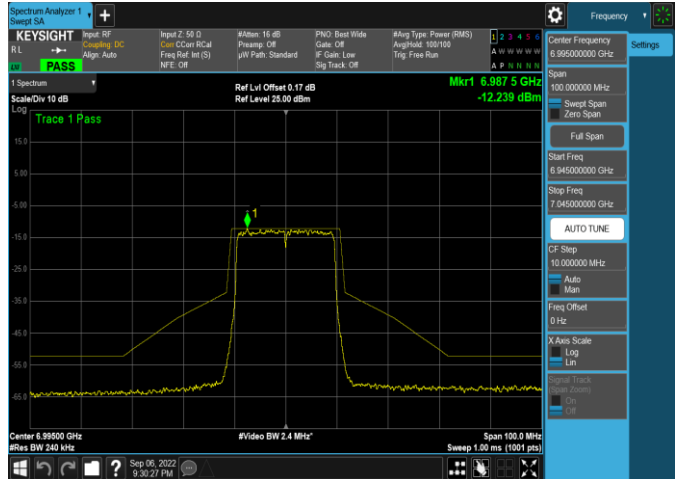 Spectrum Analyzer 1
Swept SA
Frequency
KEYSIGHT
Input: RF
Input Z: 50 Ω
#Atten: 16 dB
PNO: Best Wide
#Avg Type: Power (RMS)
1 2 3 4 5 6
RL
Coupling: DC
Corr CCorr RCal
Preamp: Off
Gate: Off
Avg|Hold: 100/100
A W W W W W
Align: Auto
Freq Ref: Int (S)
µW Path: Standard
IF Gain: Low
Trig: Free Run
PASS
NFE: Off
Sig Track: Off
A P N N N N
1 Spectrum
Ref Lvl Offset 0.17 dB
Mkr1 6.987 5 GHz
Scale/Div 10 dB
Ref Level 25.00 dBm
-12.239 dBm
Log
Trace 1 Pass
15.0
5.00
-5.00
1
-15.0
-25.0
-35.0
-45.0
-55.0
-65.0
Center 6.99500 GHz
#Video BW 2.4 MHz*
Span 100.0 MHz
#Res BW 240 kHz
Sweep 1.00 ms (1001 pts)
Sep 06, 2022
9:30:27 PM
Center Frequency
6.995000000 GHz
Settings
Span
100.000000 MHz
Swept Span
Zero Span
Full Span
Start Freq
6.945000000 GHz
Stop Freq
7.045000000 GHz
AUTO TUNE
CF Step
10.000000 MHz
Auto
Man
Freq Offset
0 Hz
X Axis Scale
Log
Lin
Signal Track
(Span Zoom)
On
Off